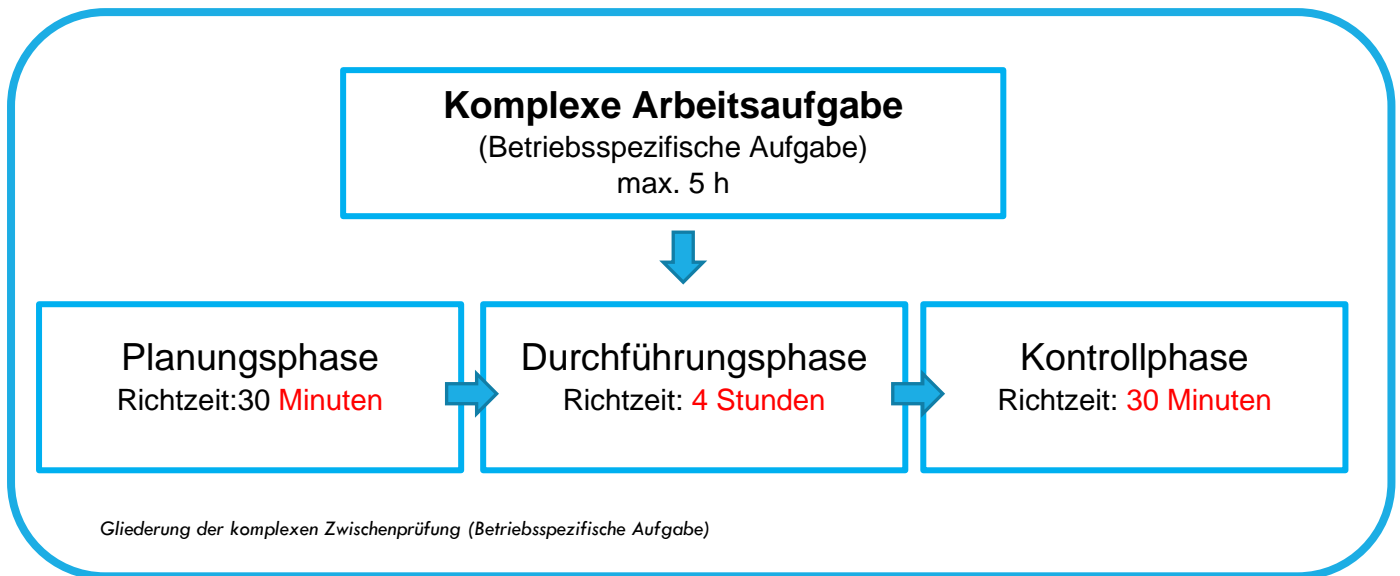 Komplexe Arbeitsaufgabe
(Betriebsspezifische Aufgabe)
max. 5 h
Planungsphase
Richtzeit:30 Minuten
Durchführungsphase
Richtzeit: 4 Stunden
Kontrollphase
Richtzeit: 30 Minuten
Gliederung der komplexen Zwischenprüfung (Betriebsspezifische Aufgabe)